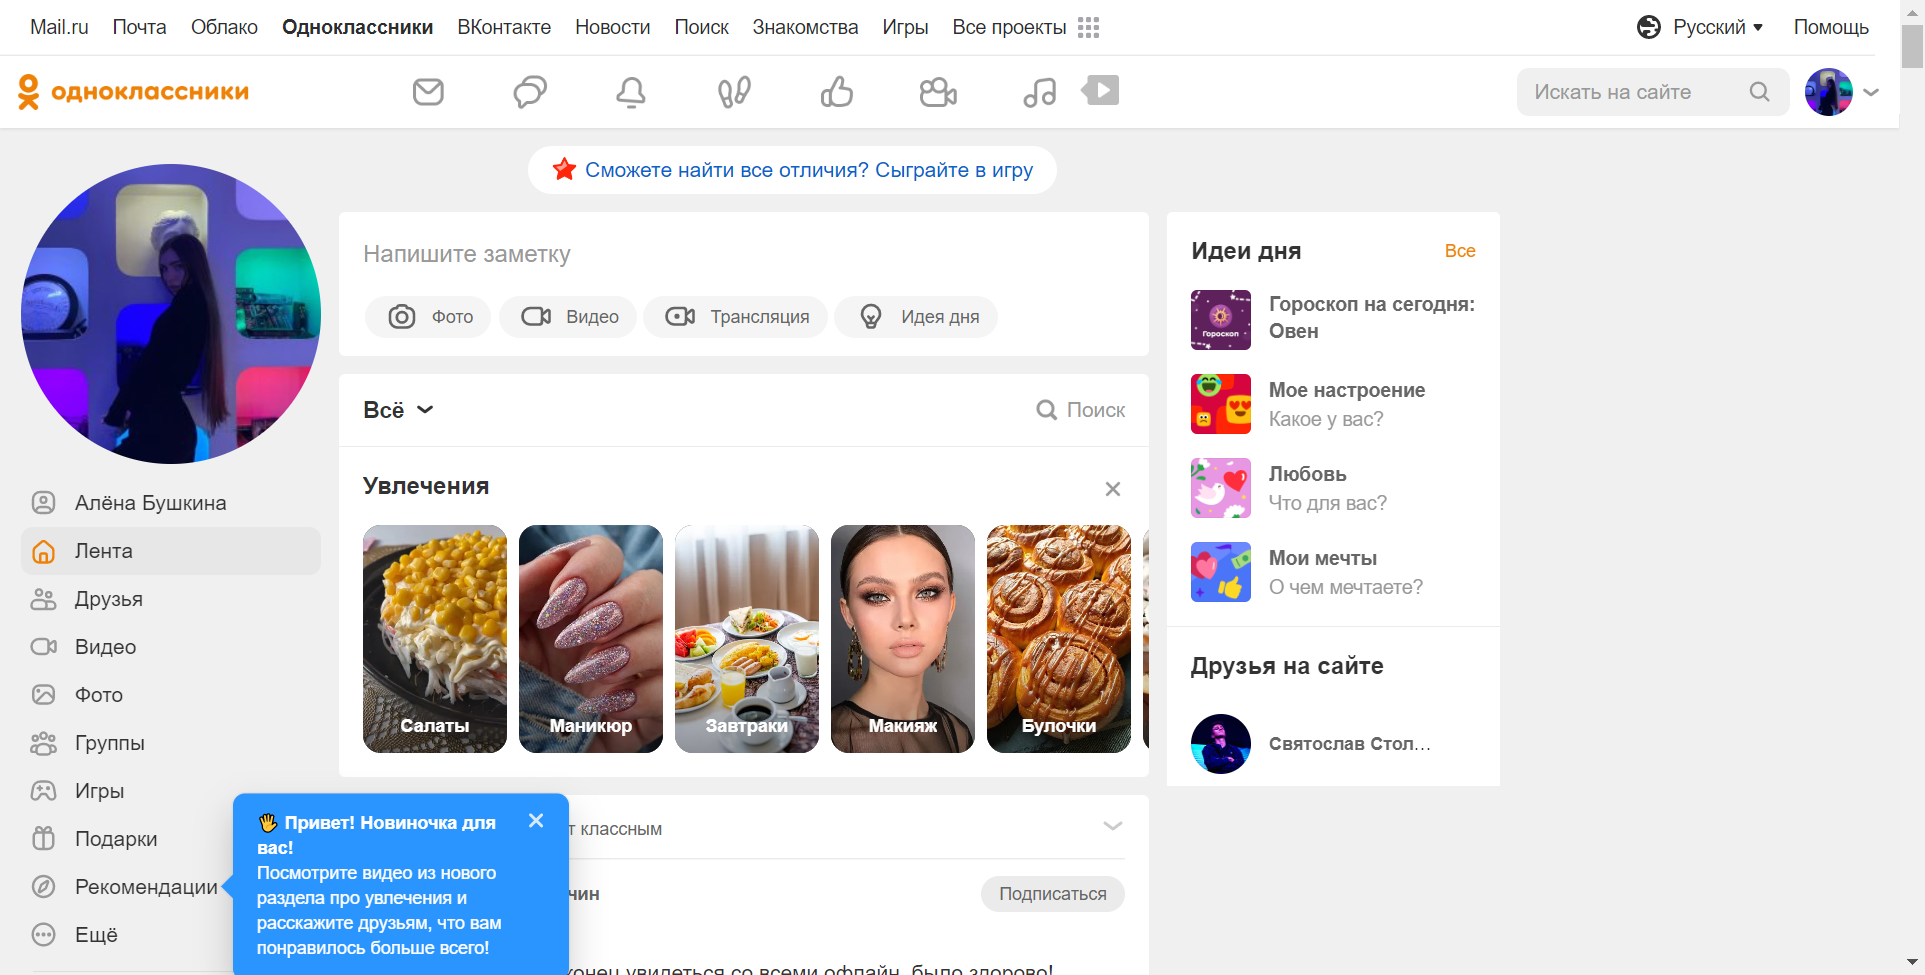 Mail.ru Почта Облако Одноклассники ВКонтакте Новости Поиск Знакомства Игры Все проекты Русский Помощь
одноклассники Искать на сайте
Сможете найти все отличия? Сыграйте в игру
Напишите заметку
Фото Видео Трансляция Идея дня
Всё Поиск
Увлечения
Салаты Маникюр Завтраки Макияж Булочки
Алёна Бушкина
Лента
Друзья
Видео
Фото
Группы
Игры
Подарки
Рекомендации
Ещё
Привет! Новиночка для
вас!
Посмотрите видео из нового
раздела про увлечения и
расскажите друзьям, что вам
понравилось больше всего!
т классным
чин Подписаться
конец увидеться со всеми офлайн, было здорово!
Идеи дня Все
Гороскоп
Гороскоп на сегодня:
Овен
Мое настроение
Какое у вас?
Любовь
Что для вас?
Мои мечты
О чем мечтаете?
Друзья на сайте
Святослав Стол...